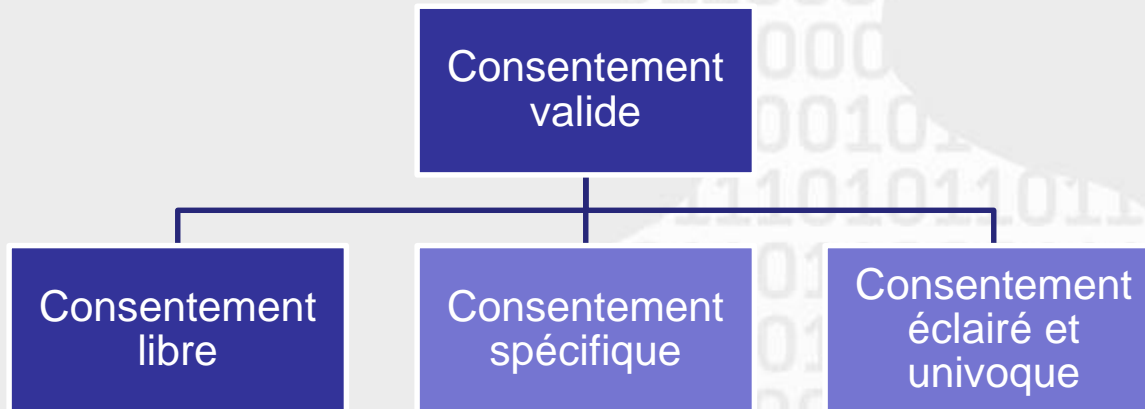 Consentement
valide
Consentement
libre
Consentement
spécifique
Consentement
éclairé et
univoque